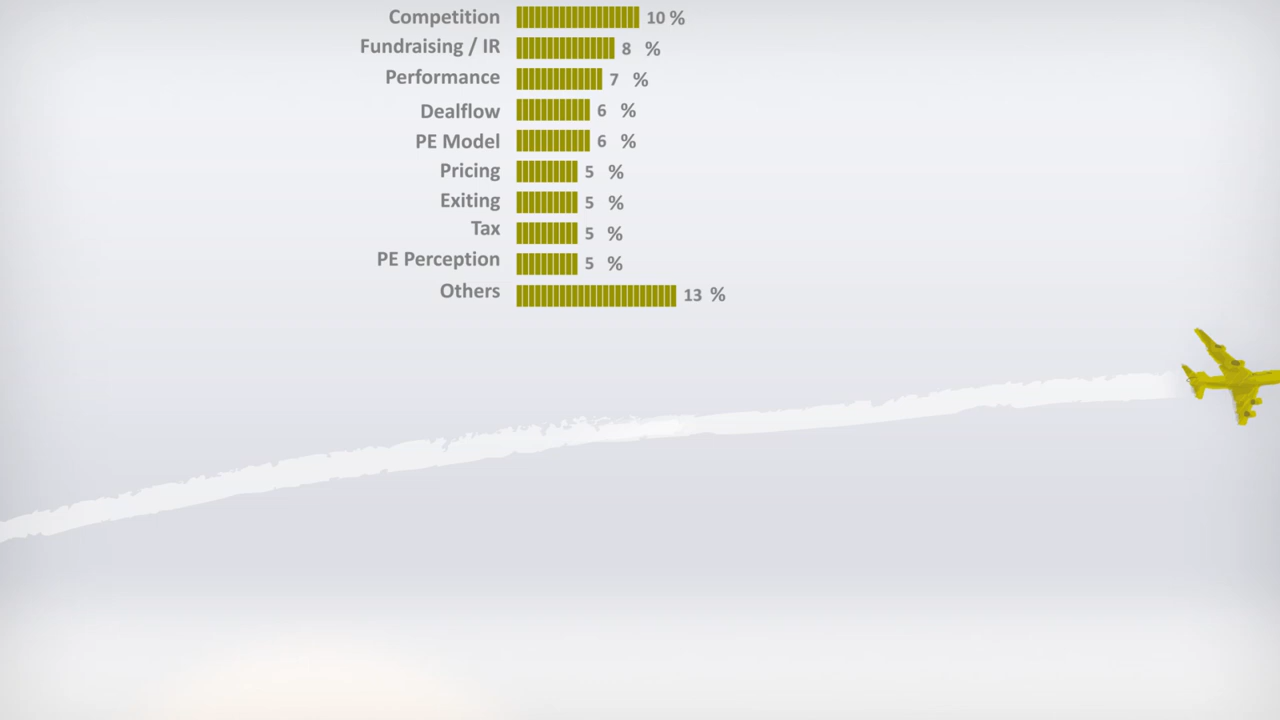 Competition 10 %
Fundraising / IR 8 %
Performance 7 %
Dealflow 6 %
PE Model 6 %
Pricing 5 %
Exiting 5 %
Tax 5 %
PE Perception 5 %
Others 13 %